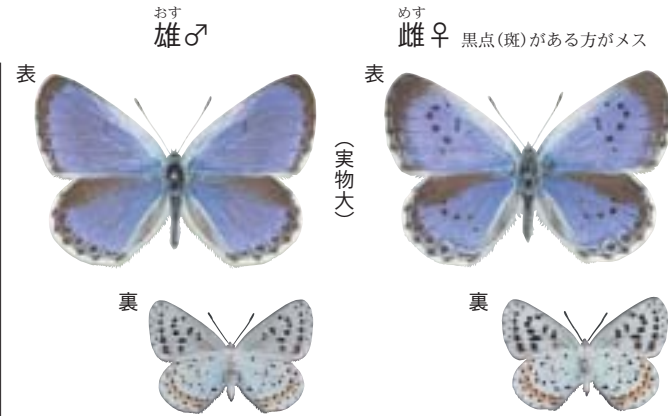 おす
雄♂
めす
雌♀ 黒点(斑)がある方がメス
表
表
(実物大)
裏
裏